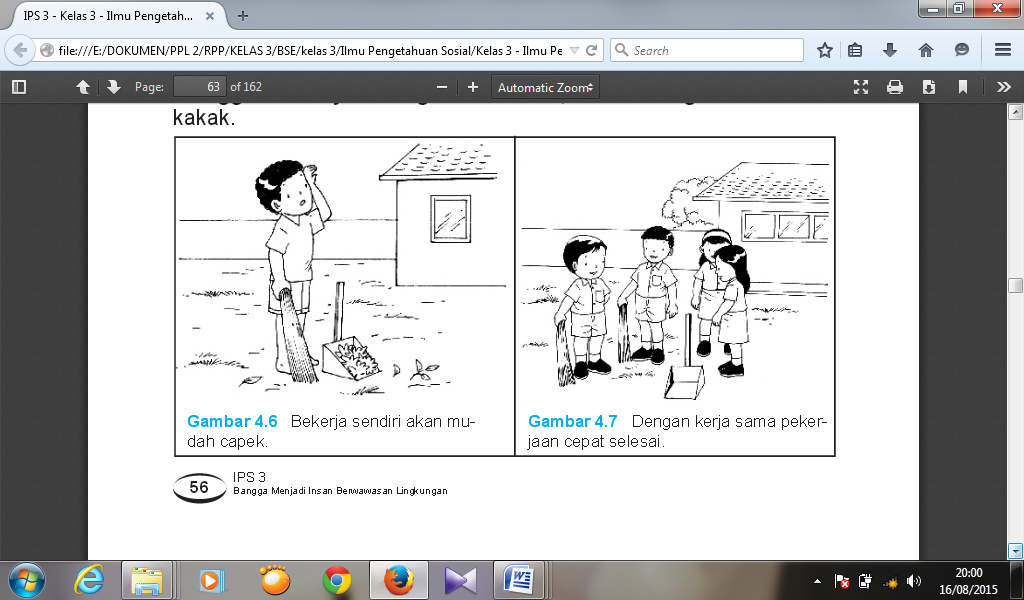 IPS 3 - Kelas 3 - Ilmu Pengetah...
file:///E:/DOKUMEN/PPL 2/RPP/KELAS 3/BSE/kelas 3/Ilmu Pengetahuan Sosial/Kelas 3 - Ilmu Pe
Search
Page: 63 of 162
Automatic Zoom
kakak.
Gambar 4.6 Bekerja sendiri akan mu-
dah capek.
Gambar 4.7 Dengan kerja sama peker-
jaan cepat selesai.
56
IPS 3
Bangga Menjadi Insan Berwawasan Lingkungan
20:00
16/08/2015